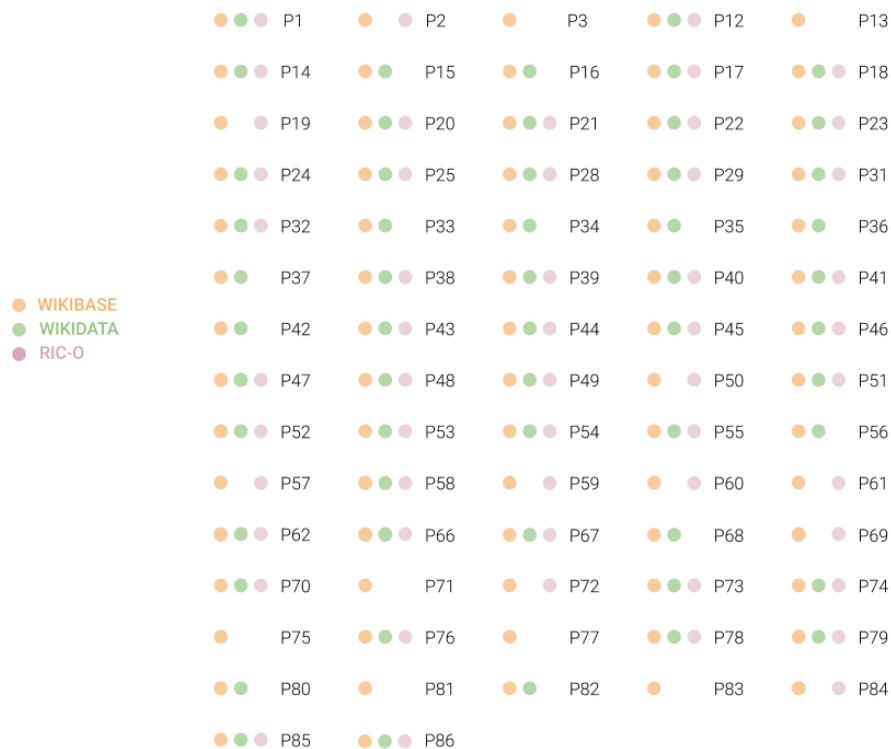 P1 P2 P3 P12 P13
P14 P15 P16 P17 P18
P19 P20 P21 P22 P23
P24 P25 P28 P29 P31
P32 P33 P34 P35 P36
P37 P38 P39 P40 P41
WIKIBASE
WIKIDATA
RIC-O
P42 P43 P44 P45 P46
P47 P48 P49 P50 P51
P52 P53 P54 P55 P56
P57 P58 P59 P60 P61
P62 P66 P67 P68 P69
P70 P71 P72 P73 P74
P75 P76 P77 P78 P79
P80 P81 P82 P83 P84
P85 P86